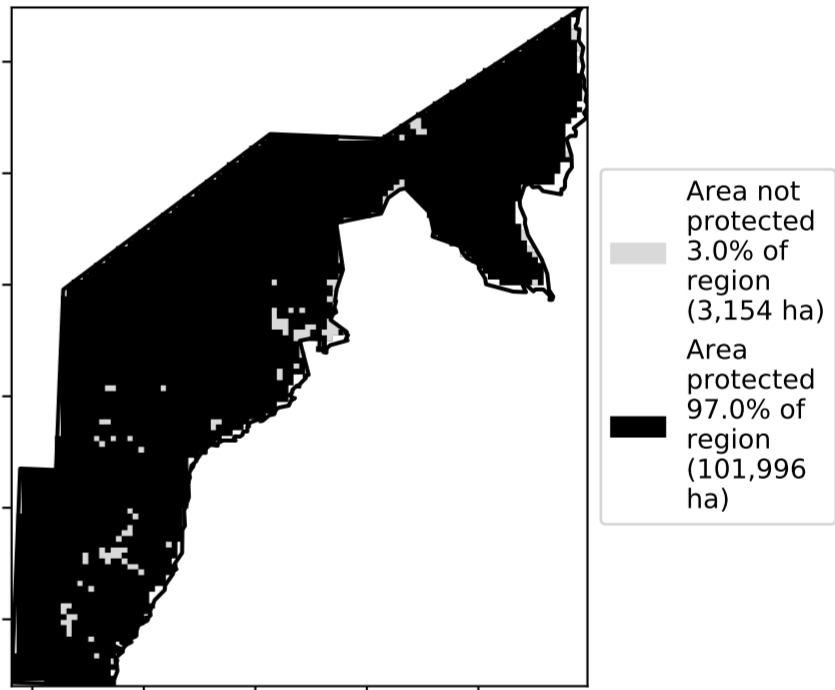 Area not
protected
3.0% of
region
(3,154 ha)
Area
protected
97.0% of
region
(101,996
ha)